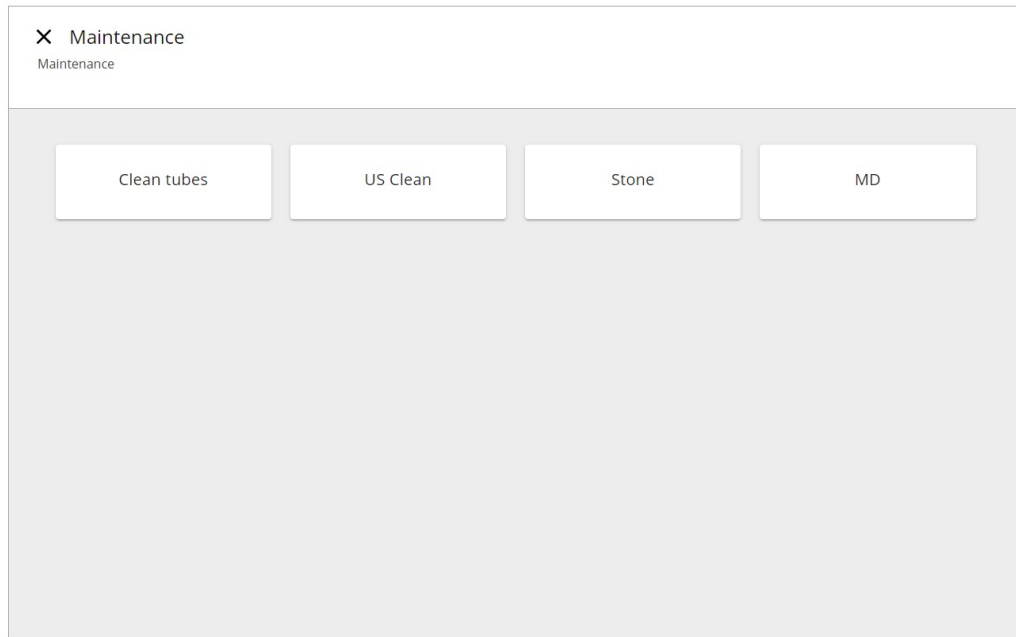 Maintenance
Maintenance
Clean tubes
US Clean
Stone
MD